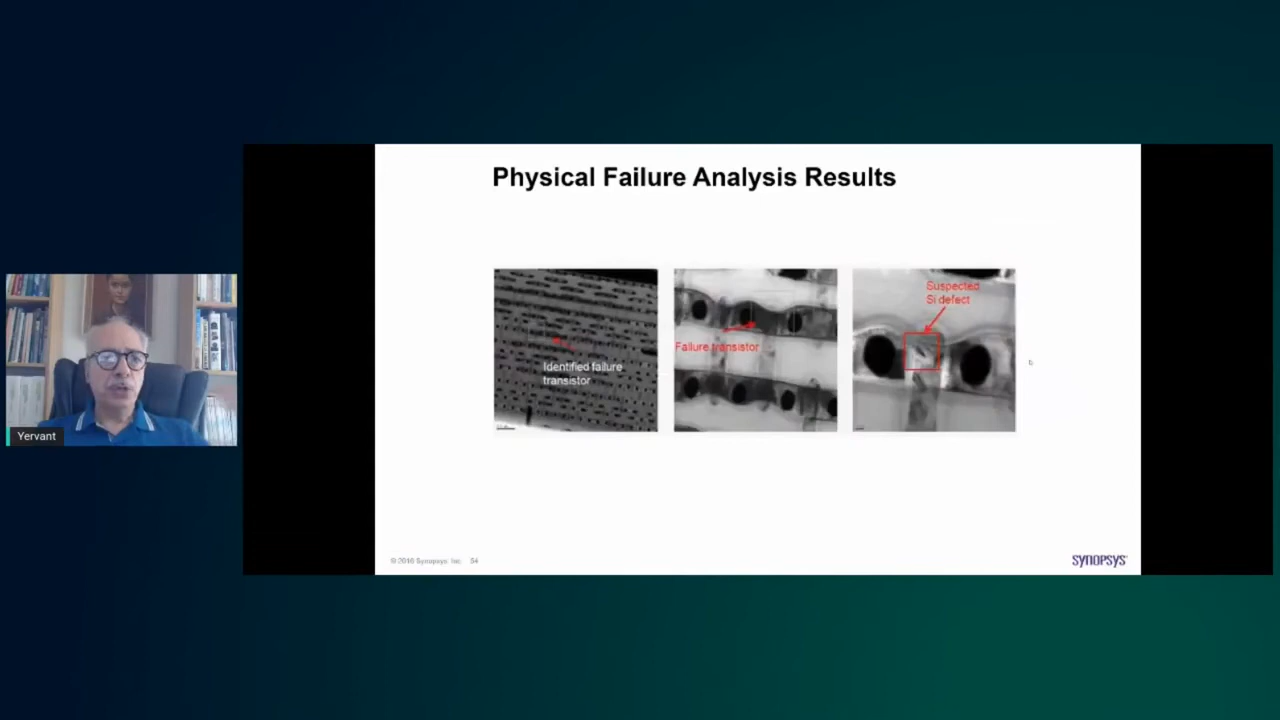 Physical Failure Analysis Results
Identified failure
transistor
Failure transistor
Suspected
Si defect
Yervant
© 2016 Synopsys, Inc. 54
SYNOPSYS